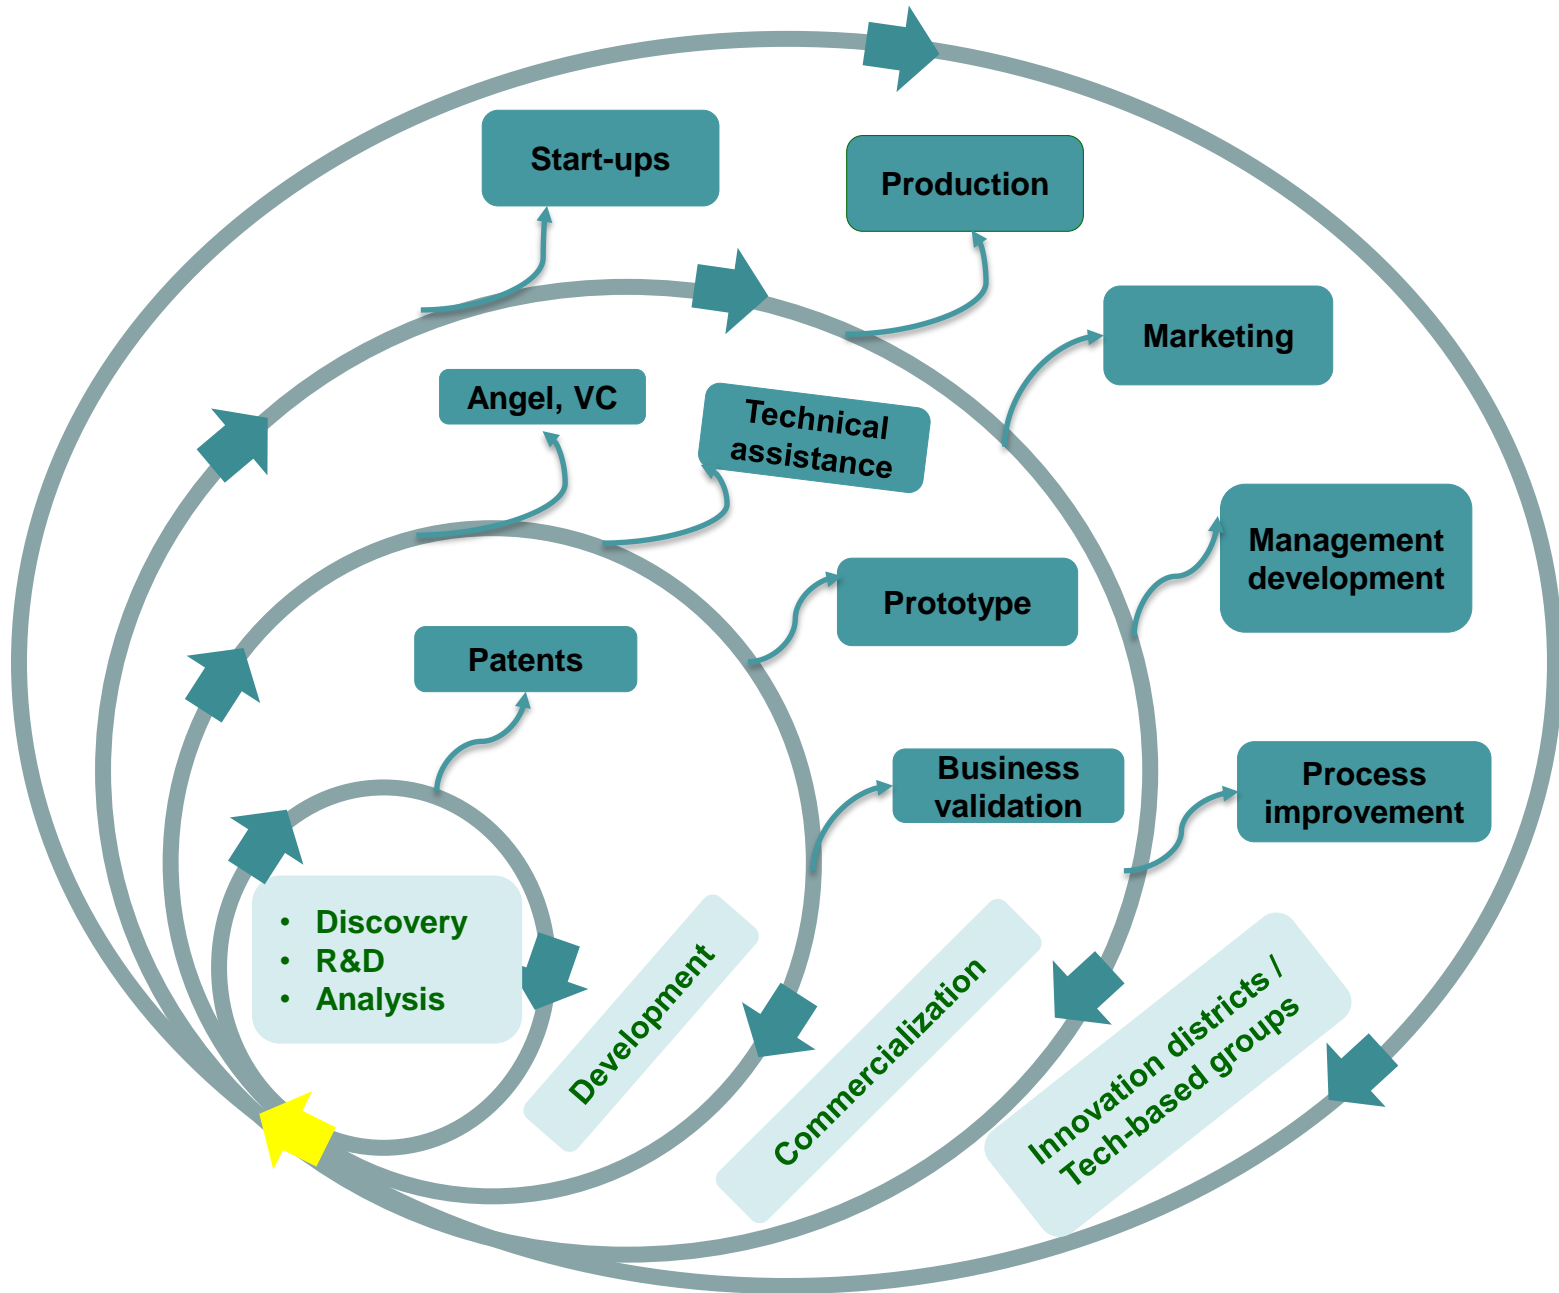 Start-ups
Production
Marketing
Angel, VC
Technical
assistance
Management
development
Prototype
Patents
Business
validation
Process
improvement
• Discovery
• R&D
• Analysis
Development
Commercialization
Innovation districts /
Tech-based groups